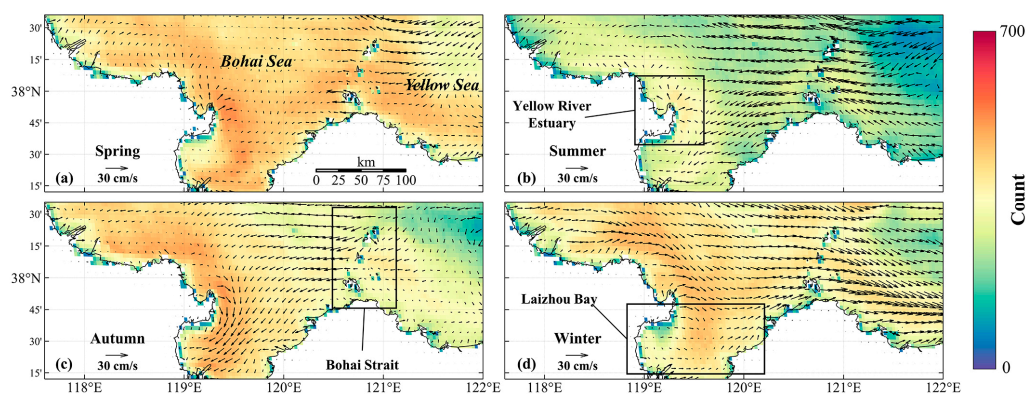 30'
15'
38°N
45'
30'
15'
Bohai Sea
Yellow Sea
Spring
30 cm/s
(a)
km
0 25 50 75 100
Yellow River
Estuary
Summer
30 cm/s
(b)
700
Count
0
30'
15'
38°N
45'
30'
15'
Autumn
30 cm/s
(c)
Bohai Strait
Laizhou Bay
Winter
30 cm/s
(d)
118°E 119°E 120°E 121°E 122°E
118°E 119°E 120°E 121°E 122°E